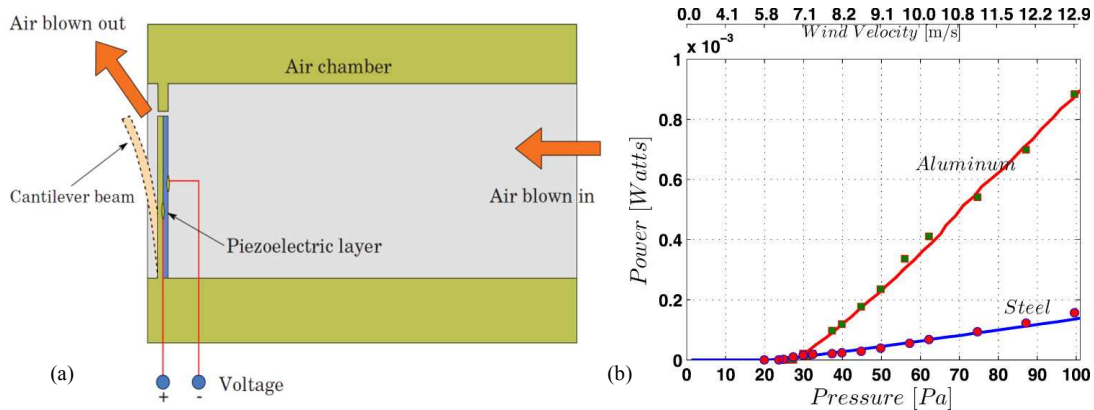 Air blown out
Air chamber
Cantilever beam
Air blown in
Piezoelectric layer
(a)
Voltage
+ -
0.0 4.1 5.8 7.1 8.2 9.1 10.0 10.8 11.5 12.2 12.9
Wind Velocity [m/s]
x 10⁻³
1
0.8
0.6
0.4
0.2
0
Power [Watts]
Aluminum
Steel
0 10 20 30 40 50 60 70 80 90 100
(b)
Pressure [Pa]